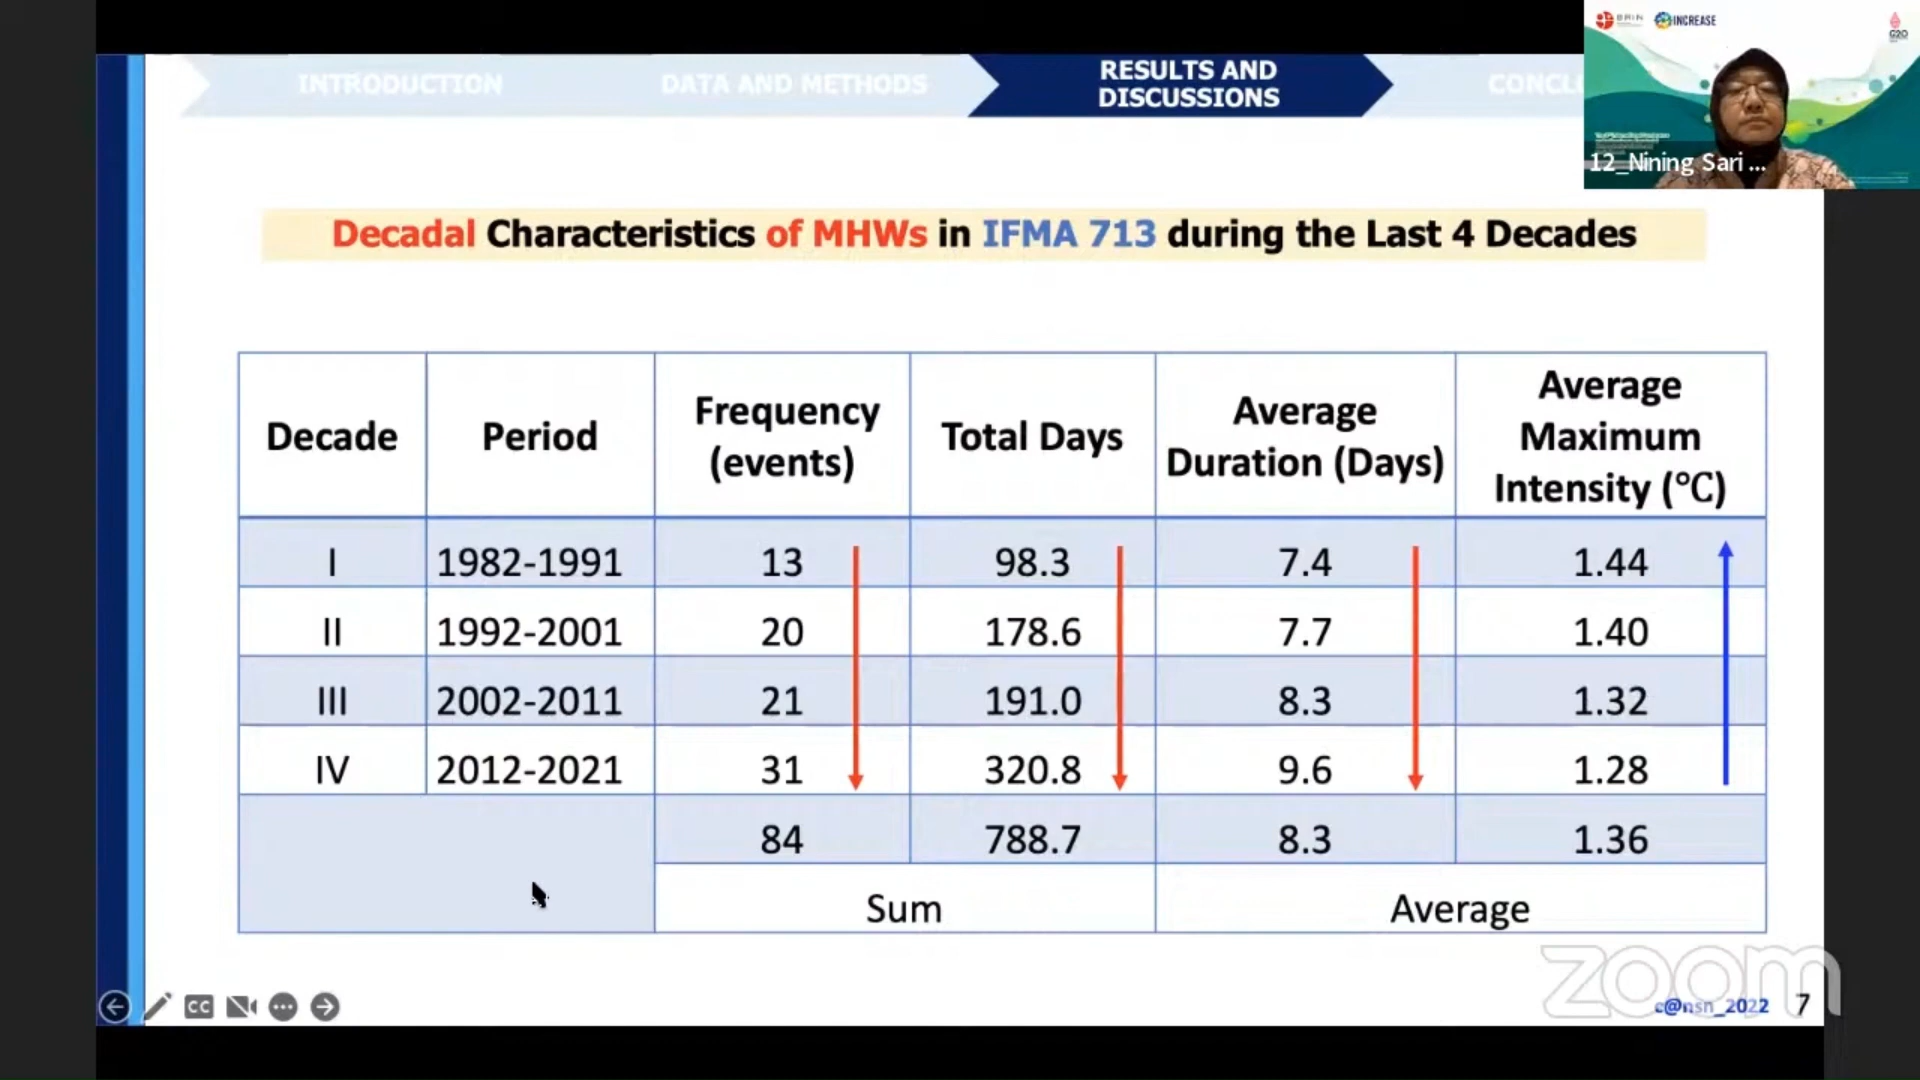 INTRODUCTION
DATA AND METHODS
RESULTS AND
DISCUSSIONS
BRIN
INCREASE
G20
12_Nining Sari ...
Decadal Characteristics of MHWs in IFMA 713 during the Last 4 Decades
Decade Period Frequency (events) Total Days Average Duration (Days) Average Maximum Intensity (°C)
I 1982-1991 13 98.3 7.4 1.44
II 1992-2001 20 178.6 7.7 1.40
III 2002-2011 21 191.0 8.3 1.32
IV 2012-2021 31 320.8 9.6 1.28
84 788.7 8.3 1.36
Sum Average
CC
zoom
c@nsn_2022 7